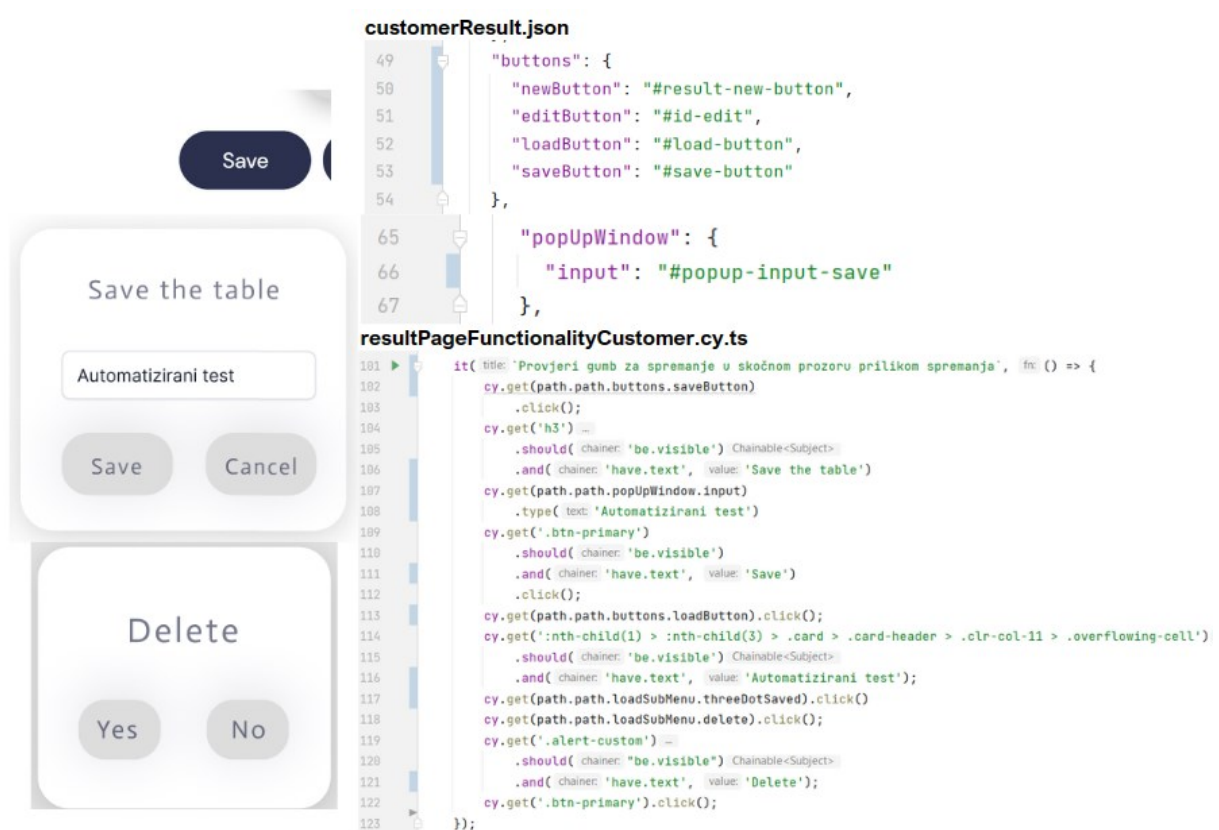 customerResult.json
49 "buttons": {
50 "newButton": "#result-new-button",
51 "editButton": "#id-edit",
52 "loadButton": "#load-button",
53 "saveButton": "#save-button"
54 },
65 "popUpWindow": {
66 "input": "#popup-input-save"
67 },
Save
Save the table
Automatizirani test
Save Cancel
Delete
Yes No
resultPageFunctionalityCustomer.cy.ts
101 it( title: `Provjeri gumb za spremanje u skočnom prozoru prilikom spremanja`, fn: () => {
102 cy.get(path.path.buttons.saveButton)
103 .click();
104 cy.get('h3') …
105 .should( chainer: 'be.visible') Chainable<Subject>
106 .and( chainer: 'have.text', value: 'Save the table')
107 cy.get(path.path.popUpWindow.input)
108 .type( text: 'Automatizirani test')
109 cy.get('.btn-primary')
110 .should( chainer: 'be.visible')
111 .and( chainer: 'have.text', value: 'Save')
112 .click();
113 cy.get(path.path.buttons.loadButton).click();
114 cy.get(':nth-child(1) > :nth-child(3) > .card > .card-header > .clr-col-11 > .overflowing-cell')
115 .should( chainer: 'be.visible') Chainable<Subject>
116 .and( chainer: 'have.text', value: 'Automatizirani test');
117 cy.get(path.path.loadSubMenu.threeDotSaved).click()
118 cy.get(path.path.loadSubMenu.delete).click();
119 cy.get('.alert-custom') …
120 .should( chainer: "be.visible") Chainable<Subject>
121 .and( chainer: 'have.text', value: 'Delete');
122 cy.get('.btn-primary').click();
123 });